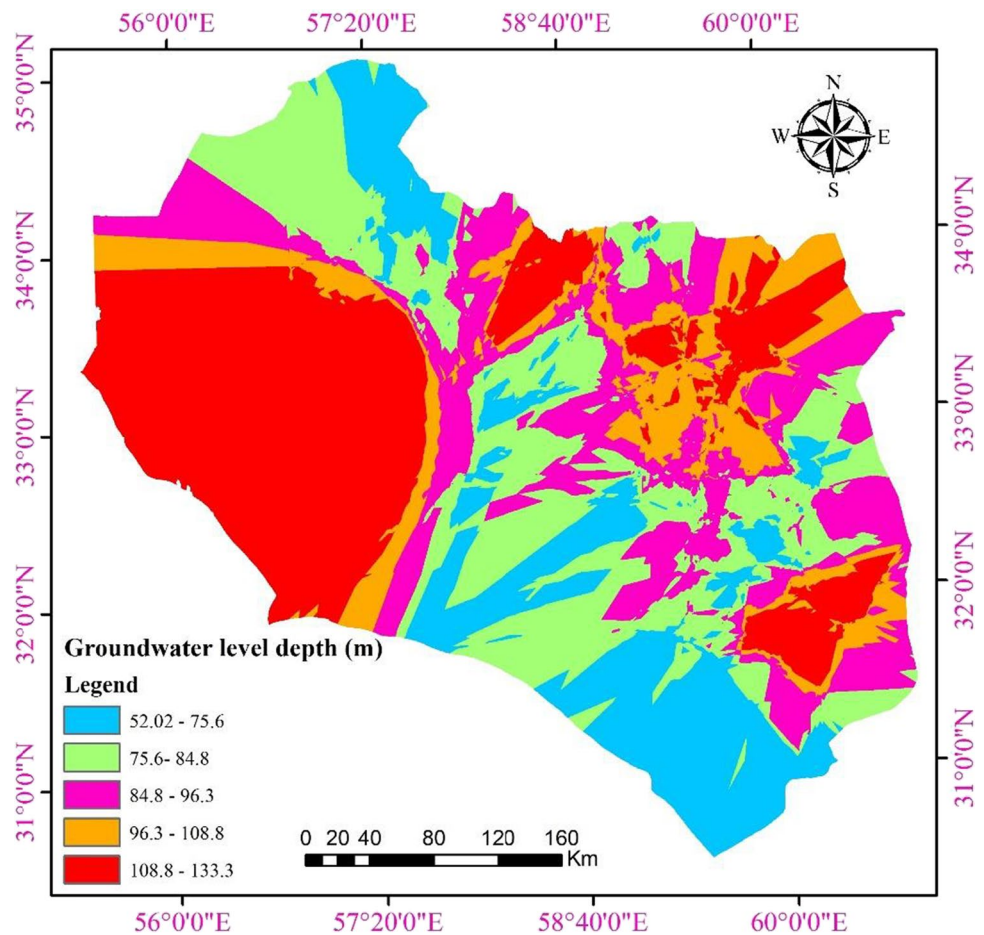 56°0'0"E 57°20'0"E 58°40'0"E 60°0'0"E
35°0'0"N
34°0'0"N
33°0'0"N
32°0'0"N
31°0'0"N
N
W E
S
34°0'0"N
33°0'0"N
32°0'0"N
31°0'0"N
Groundwater level depth (m)
Legend
52.02 - 75.6
75.6- 84.8
84.8 - 96.3
96.3 - 108.8
108.8 - 133.3
0 20 40 80 120 160
Km
56°0'0"E 57°20'0"E 58°40'0"E 60°0'0"E